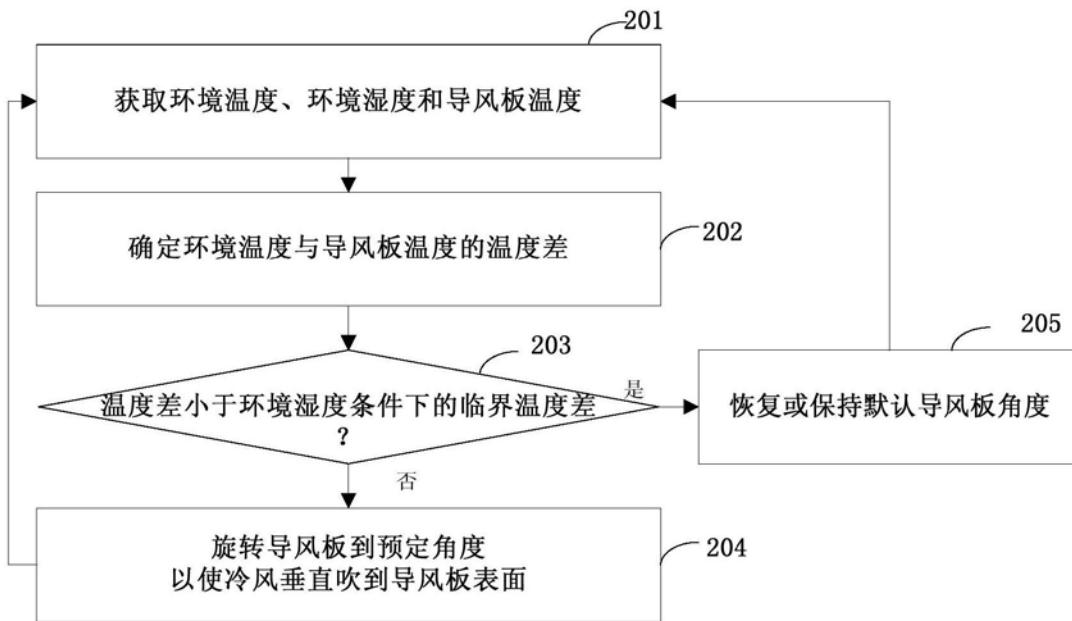 201
获取环境温度、环境湿度和导风板温度
确定环境温度与导风板温度的温度差
202
203
温度差小于环境湿度条件下的临界温度差
?
是
205
恢复或保持默认导风板角度
否
旋转导风板到预定角度
以使冷风垂直吹到导风板表面
204